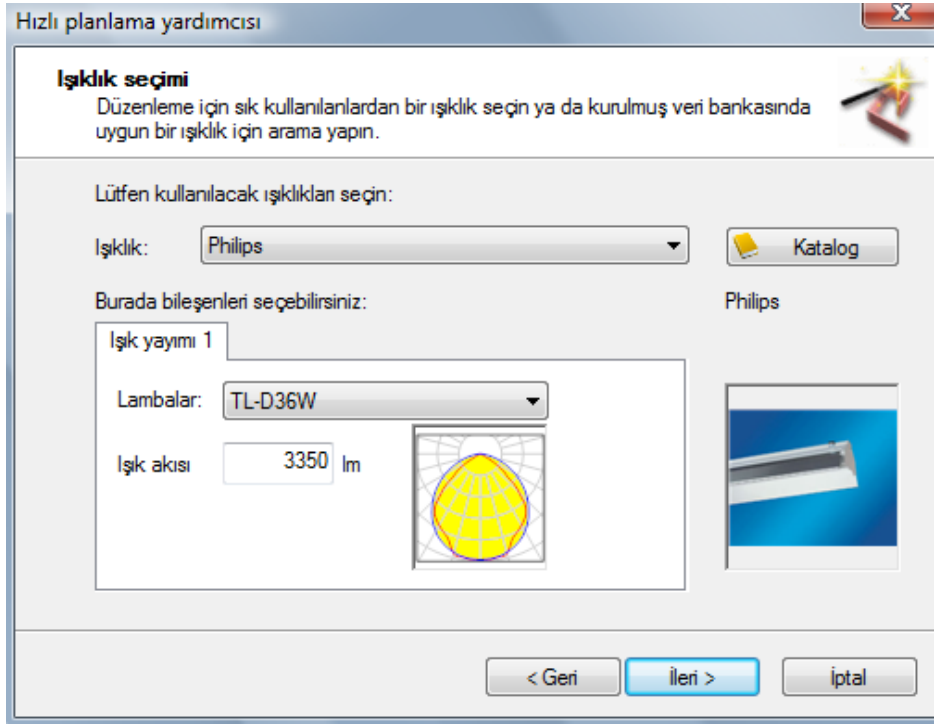 Hızlı planlama yardımcısı
Işıklık seçimi
Düzenleme için sık kullanılanlardan bir ışıklık seçin ya da kurulmuş veri bankasında
uygun bir ışıklık için arama yapın.
Lütfen kullanılacak ışıklıkları seçin:
Işıklık: Philips Katalog
Burada bileşenleri seçebilirsiniz: Philips
Işık yayımı 1
Lambalar: TL-D36W
Işık akısı 3350 lm
< Geri İleri > İptal